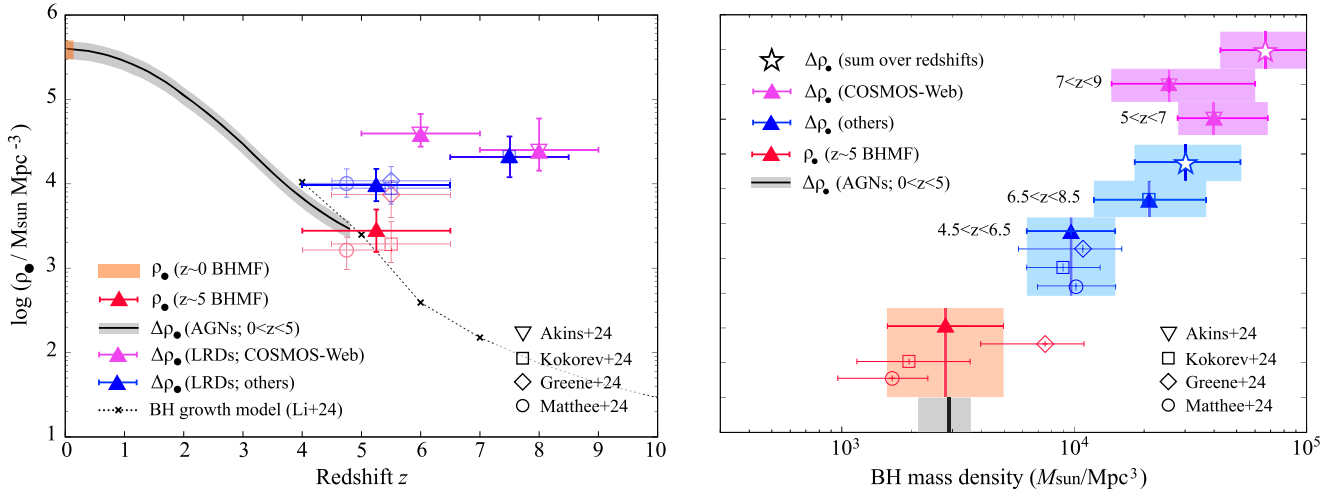 6
5
4
3
2
1
log (ρ● / Msun Mpc⁻³)
ρ● (z~0 BHMF)
ρ● (z~5 BHMF)
Δρ● (AGNs; 0<z<5)
Δρ● (LRDs; COSMOS-Web)
Δρ● (LRDs; others)
BH growth model (Li+24)
Akins+24
Kokorev+24
Greene+24
Matthee+24
0 1 2 3 4 5 6 7 8 9 10
Redshift z
Δρ● (sum over redshifts)
Δρ● (COSMOS-Web)
Δρ● (others)
ρ● (z~5 BHMF)
Δρ● (AGNs; 0<z<5)
7<z<9
5<z<7
6.5<z<8.5
4.5<z<6.5
Akins+24
Kokorev+24
Greene+24
Matthee+24
10³ 10⁴ 10⁵
BH mass density (Msun/Mpc³)